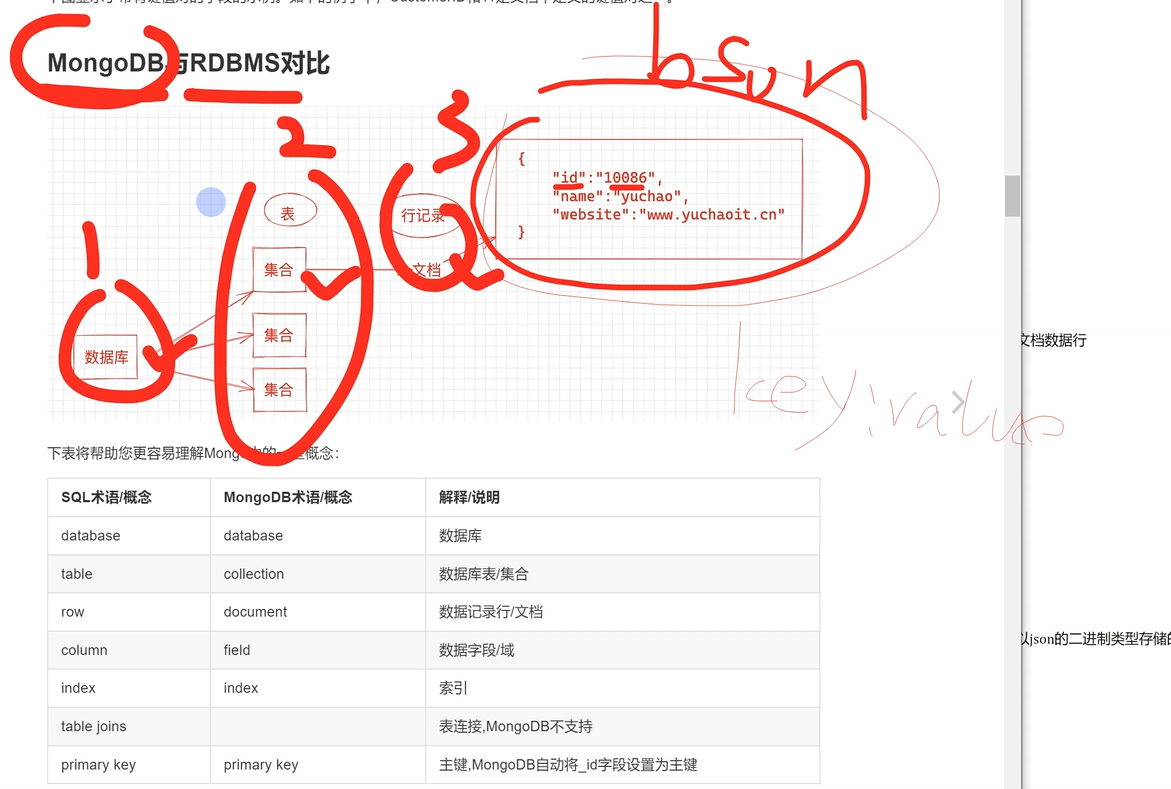 MongoDB与RDBMS对比
bson
1
2
3
表
行记录
集合
文档
集合
集合
数据库
{
"id":"10086",
"name":"yuchao",
"website":"www.yuchaoit.cn"
}
key:value
文档数据行
下表将帮助您更容易理解Mongo 概念：
SQL术语/概念 MongoDB术语/概念 解释/说明
database database 数据库
table collection 数据库表/集合
row document 数据记录行/文档
column field 数据字段/域
index index 索引
table joins 表连接,MongoDB不支持
primary key primary key 主键,MongoDB自动将_id字段设置为主键
以json的二进制类型存储的